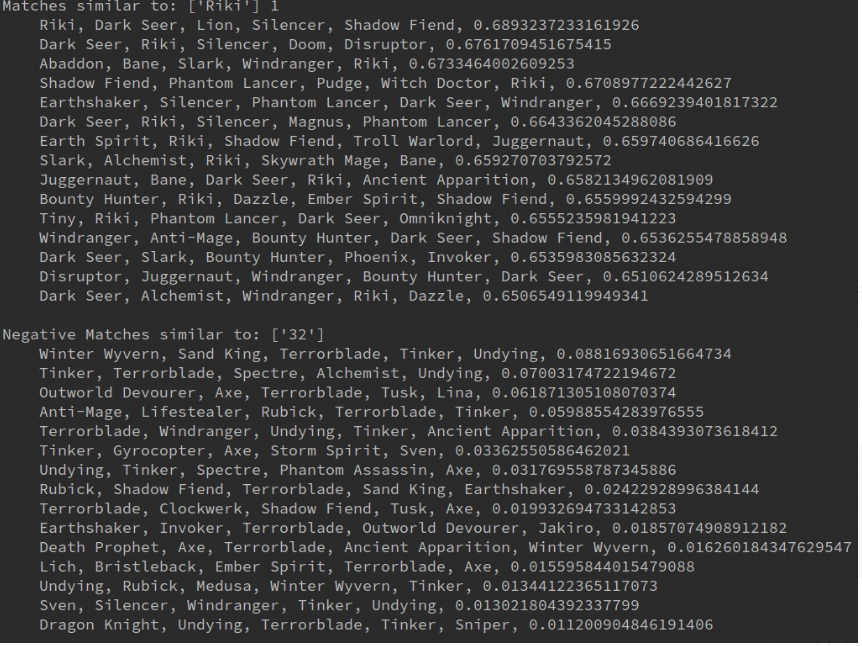 Matches similar to: ['Riki'] 1
Riki, Dark Seer, Lion, Silencer, Shadow Fiend, 0.6893237233161926
Dark Seer, Riki, Silencer, Doom, Disruptor, 0.6761709451675415
Abaddon, Bane, Slark, Windranger, Riki, 0.6733464002609253
Shadow Fiend, Phantom Lancer, Pudge, Witch Doctor, Riki, 0.6708977222442627
Earthshaker, Silencer, Phantom Lancer, Dark Seer, Windranger, 0.6669239401817322
Dark Seer, Riki, Silencer, Magnus, Phantom Lancer, 0.6643362045288086
Earth Spirit, Riki, Shadow Fiend, Troll Warlord, Juggernaut, 0.659740686416626
Slark, Alchemist, Riki, Skywrath Mage, Bane, 0.659270703792572
Juggernaut, Bane, Dark Seer, Riki, Ancient Apparition, 0.6582134962081909
Bounty Hunter, Riki, Dazzle, Ember Spirit, Shadow Fiend, 0.6559992432594299
Tiny, Riki, Phantom Lancer, Dark Seer, Omniknight, 0.6555235981941223
Windranger, Anti-Mage, Bounty Hunter, Dark Seer, Shadow Fiend, 0.6536255478858948
Dark Seer, Slark, Bounty Hunter, Phoenix, Invoker, 0.6535983085632324
Disruptor, Juggernaut, Windranger, Bounty Hunter, Dark Seer, 0.6510624289512634
Dark Seer, Alchemist, Windranger, Riki, Dazzle, 0.6506549119949341
Negative Matches similar to: ['32']
Winter Wyvern, Sand King, Terrorblade, Tinker, Undying, 0.08816930651664734
Tinker, Terrorblade, Spectre, Alchemist, Undying, 0.07003174722194672
Outworld Devourer, Axe, Terrorblade, Tusk, Lina, 0.061871305108070374
Anti-Mage, Lifestealer, Rubick, Terrorblade, Tinker, 0.05988554283976555
Terrorblade, Windranger, Undying, Tinker, Ancient Apparition, 0.0384393073618412
Tinker, Gyrocopter, Axe, Storm Spirit, Sven, 0.03362550586462021
Undying, Tinker, Spectre, Phantom Assassin, Axe, 0.031769558787345886
Rubick, Shadow Fiend, Terrorblade, Sand King, Earthshaker, 0.02422928996384144
Terrorblade, Clockwerk, Shadow Fiend, Tusk, Axe, 0.019932694733142853
Earthshaker, Invoker, Terrorblade, Outworld Devourer, Jakiro, 0.01857074908912182
Death Prophet, Axe, Terrorblade, Ancient Apparition, Winter Wyvern, 0.016260184347629547
Lich, Bristleback, Ember Spirit, Terrorblade, Axe, 0.015595844015479088
Undying, Rubick, Medusa, Winter Wyvern, Tinker, 0.01344122365117073
Sven, Silencer, Windranger, Tinker, Undying, 0.013021804392337799
Dragon Knight, Undying, Terrorblade, Tinker, Sniper, 0.011200904846191406